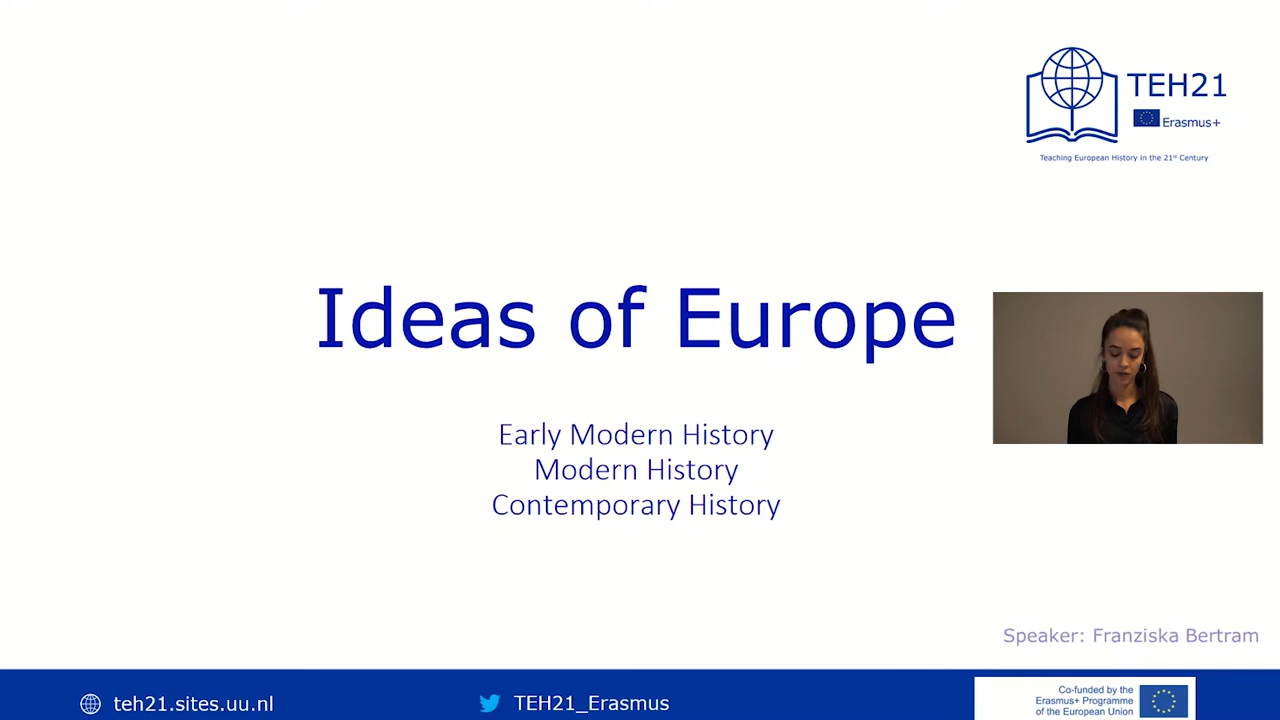 TEH21
Erasmus+
Teaching European History in the 21st Century
Ideas of Europe
Early Modern History
Modern History
Contemporary History
Speaker: Franziska Bertram
teh21.sites.uu.nl
TEH21_Erasmus
Co-funded by the
Erasmus+ Programme
of the European Union